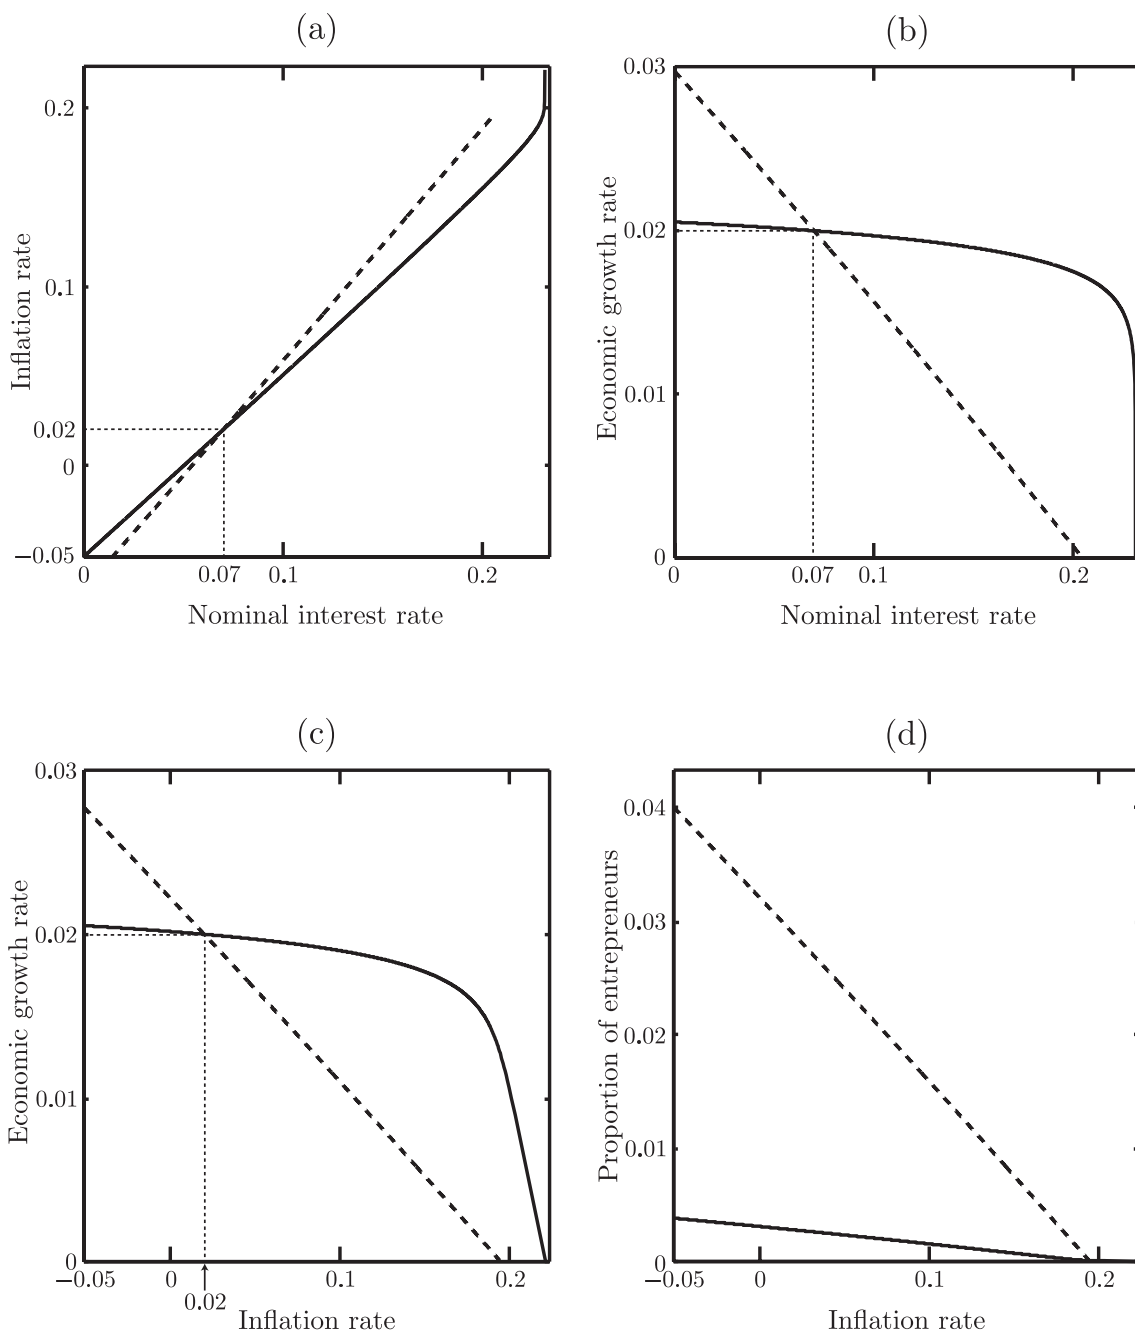 (a)
Inflation rate
0.2
0.1
0.02
0
−0.05
0
0.07
0.1
0.2
Nominal interest rate
(b)
Economic growth rate
0.03
0.02
0.01
0
0
0.07
0.1
0.2
Nominal interest rate
(c)
Economic growth rate
0.03
0.02
0.01
0
−0.05
0
0.02
0.1
0.2
Inflation rate
(d)
Proportion of entrepreneurs
0.04
0.03
0.02
0.01
0
−0.05
0
0.1
0.2
Inflation rate